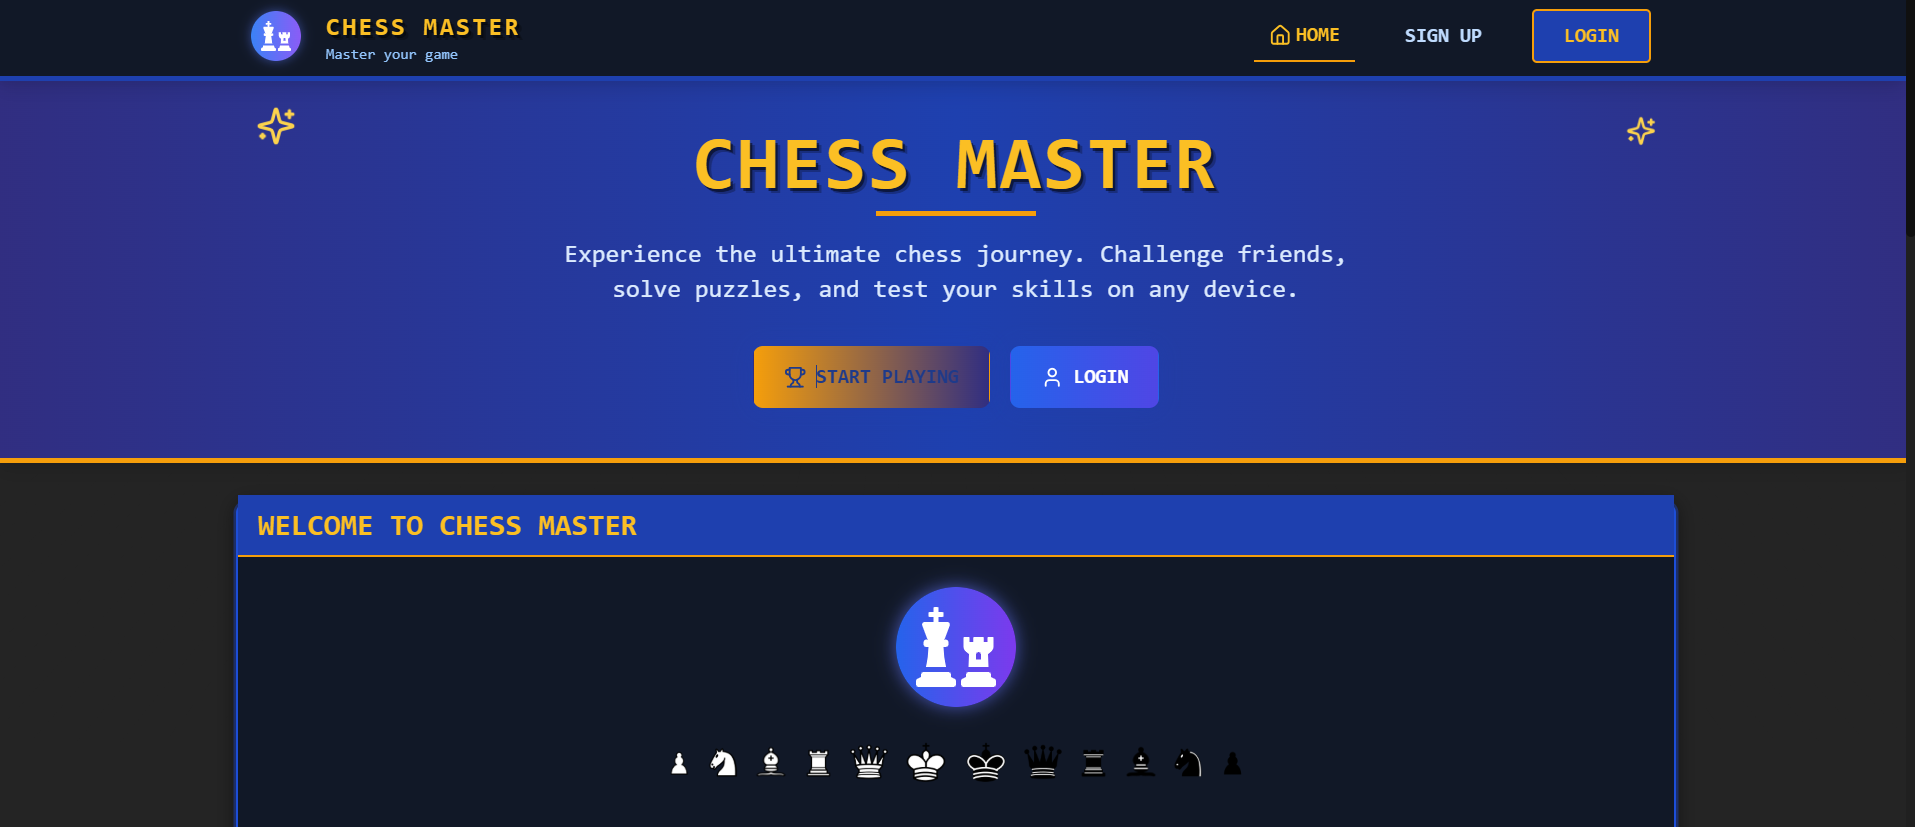 CHESS MASTER
Master your game
HOME
SIGN UP
LOGIN
CHESS MASTER
Experience the ultimate chess journey. Challenge friends,
solve puzzles, and test your skills on any device.
START PLAYING
LOGIN
WELCOME TO CHESS MASTER